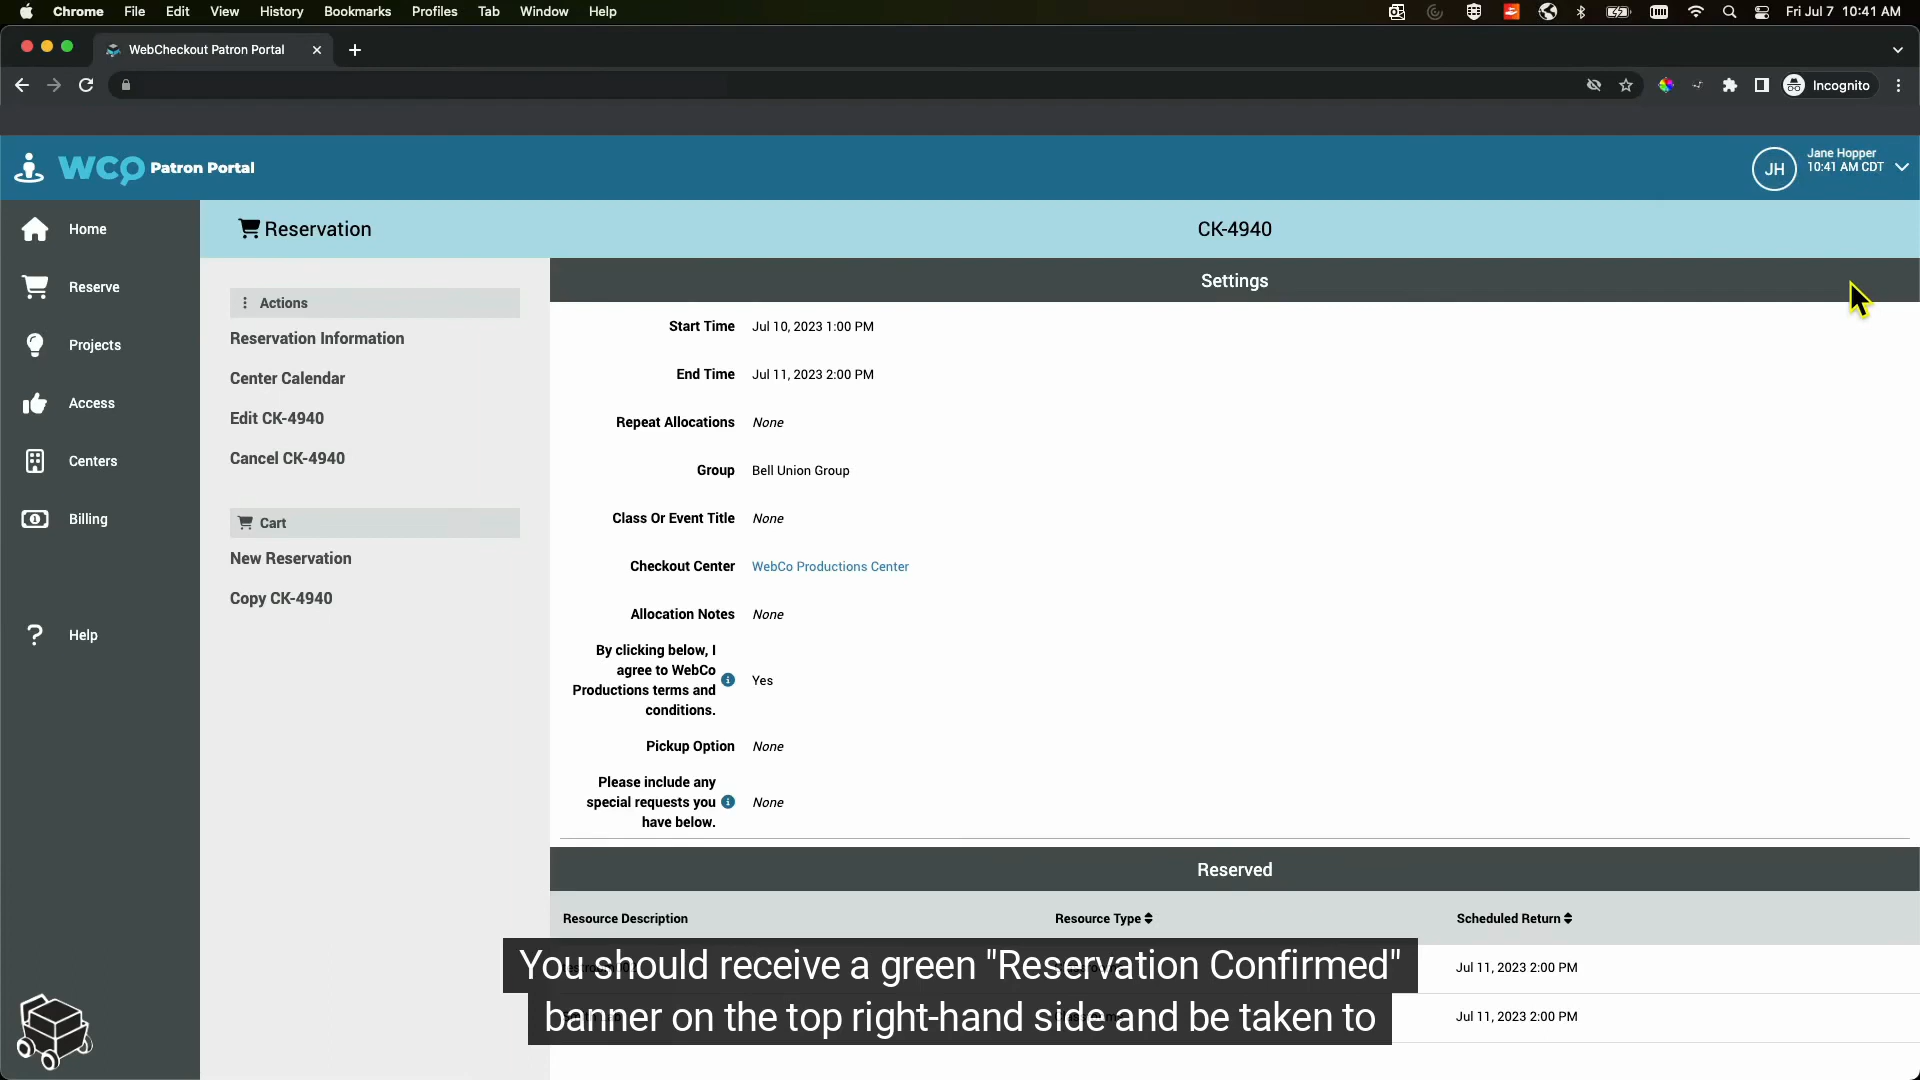 Chrome File Edit View History Bookmarks Profiles Tab Window Help Fri Jul 7 10:41 AM
WebCheckout Patron Portal
Incognito
WCO Patron Portal
JH
Jane Hopper
10:41 AM CDT
Home
Reserve
Projects
Access
Centers
Billing
Help
Reservation
CK-4940
Actions
Reservation Information
Center Calendar
Edit CK-4940
Cancel CK-4940
Cart
New Reservation
Copy CK-4940
Settings
Start Time Jul 10, 2023 1:00 PM
End Time Jul 11, 2023 2:00 PM
Repeat Allocations None
Group Bell Union Group
Class Or Event Title None
Checkout Center WebCo Productions Center
Allocation Notes None
By clicking below, I
agree to WebCo
Productions terms and
conditions.
Yes
Pickup Option None
Please include any
special requests you
have below.
None
Reserved
Resource Description Resource Type Scheduled Return
Jul 11, 2023 2:00 PM
Jul 11, 2023 2:00 PM
You should receive a green "Reservation Confirmed"
banner on the top right-hand side and be taken to